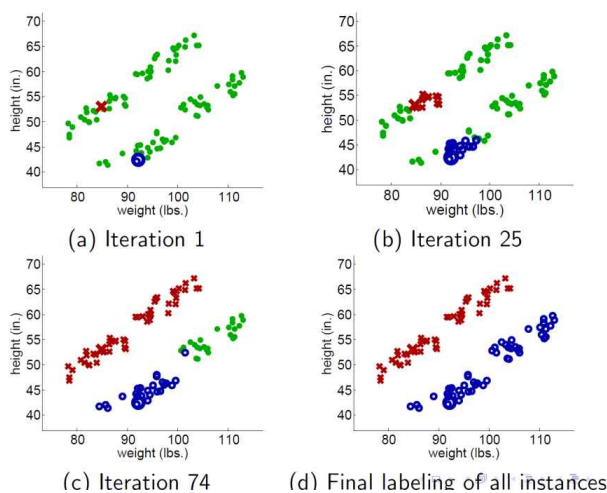 70
65
60
55
50
45
40
height (in.)
80 90 100 110
weight (lbs.)
(a) Iteration 1
70
65
60
55
50
45
40
height (in.)
80 90 100 110
weight (lbs.)
(b) Iteration 25
70
65
60
55
50
45
40
height (in.)
80 90 100 110
weight (lbs.)
(c) Iteration 74
70
65
60
55
50
45
40
height (in.)
80 90 100 110
weight (lbs.)
(d) Final labeling of all instances